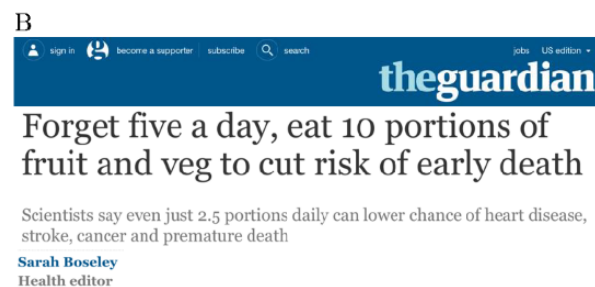 B
sign in become a supporter subscribe search jobs US edition
theguardian
Forget five a day, eat 10 portions of
fruit and veg to cut risk of early death
Scientists say even just 2.5 portions daily can lower chance of heart disease,
stroke, cancer and premature death
Sarah Boseley
Health editor